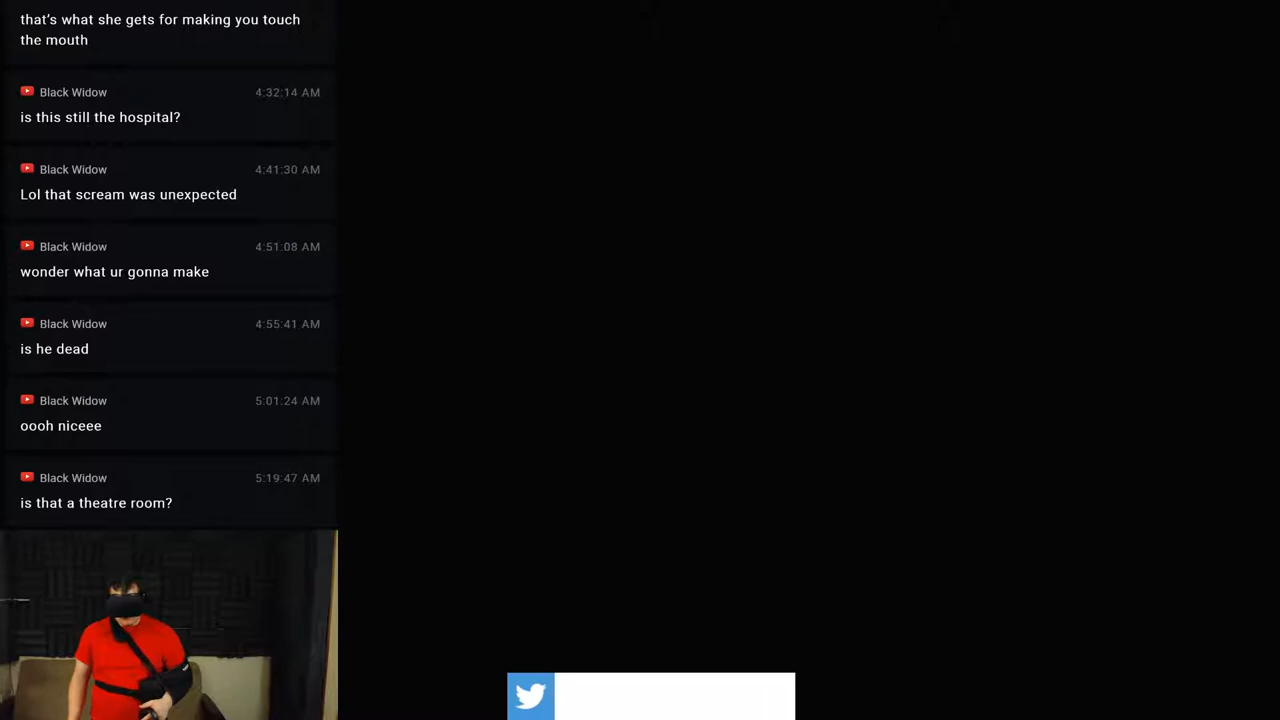 that's what she gets for making you touch
the mouth
Black Widow 4:32:14 AM
is this still the hospital?
Black Widow 4:41:30 AM
Lol that scream was unexpected
Black Widow 4:51:08 AM
wonder what ur gonna make
Black Widow 4:55:41 AM
is he dead
Black Widow 5:01:24 AM
oooh niceee
Black Widow 5:19:47 AM
is that a theatre room?